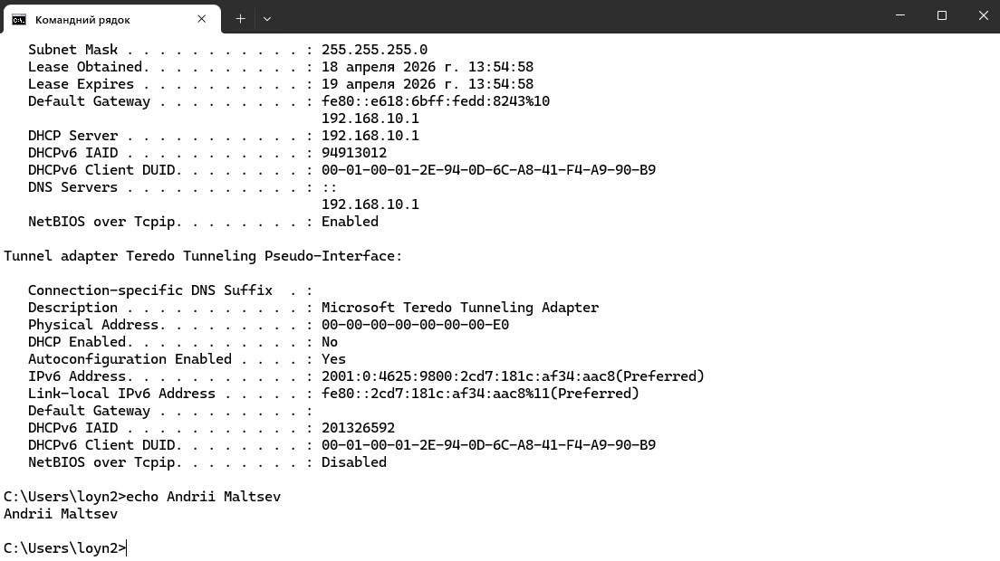 Командний рядок
Subnet Mask . . . . . . . . . . . : 255.255.255.0
Lease Obtained. . . . . . . . . . : 18 апреля 2026 г. 13:54:58
Lease Expires . . . . . . . . . . : 19 апреля 2026 г. 13:54:58
Default Gateway . . . . . . . . . : fe80::e618:6bff:fedd:8243%10
192.168.10.1
DHCP Server . . . . . . . . . . . : 192.168.10.1
DHCPv6 IAID . . . . . . . . . . . : 94913012
DHCPv6 Client DUID. . . . . . . . : 00-01-00-01-2E-94-0D-6C-A8-41-F4-A9-90-B9
DNS Servers . . . . . . . . . . . : ::
192.168.10.1
NetBIOS over Tcpip. . . . . . . . : Enabled
Tunnel adapter Teredo Tunneling Pseudo-Interface:
Connection-specific DNS Suffix  . :
Description . . . . . . . . . . . : Microsoft Teredo Tunneling Adapter
Physical Address. . . . . . . . . : 00-00-00-00-00-00-00-E0
DHCP Enabled. . . . . . . . . . . : No
Autoconfiguration Enabled . . . . : Yes
IPv6 Address. . . . . . . . . . . : 2001:0:4625:9800:2cd7:181c:af34:aac8(Preferred)
Link-local IPv6 Address . . . . . : fe80::2cd7:181c:af34:aac8%11(Preferred)
Default Gateway . . . . . . . . . :
DHCPv6 IAID . . . . . . . . . . . : 201326592
DHCPv6 Client DUID. . . . . . . . : 00-01-00-01-2E-94-0D-6C-A8-41-F4-A9-90-B9
NetBIOS over Tcpip. . . . . . . . : Disabled
C:\Users\loyn2>echo Andrii Maltsev
Andrii Maltsev
C:\Users\loyn2>